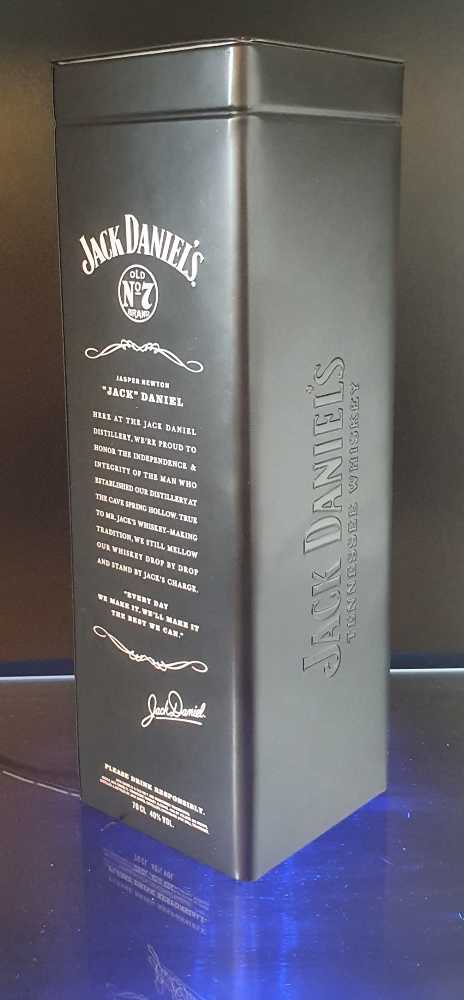 JACK DANIEL'S
OLD
Nº7
BRAND
JASPER NEWTON
"JACK" DANIEL
HERE AT THE JACK DANIEL
DISTILLERY, WE'RE PROUD TO
HONOR THE INDEPENDENCE &
INTEGRITY OF THE MAN WHO
ESTABLISHED OUR DISTILLERY AT
THE CAVE SPRING HOLLOW. TRUE
TO MR. JACK'S WHISKEY-MAKING
TRADITION, WE STILL MELLOW
OUR WHISKEY DROP BY DROP
AND STAND BY JACK'S CHARGE,
"EVERY DAY
WE MAKE IT, WE'LL MAKE IT
THE BEST WE CAN."
Jack Daniel
PLEASE DRINK RESPONSIBLY.
70 CL 40% VOL.
JACK DANIEL'S
TENNESSEE WHISKEY